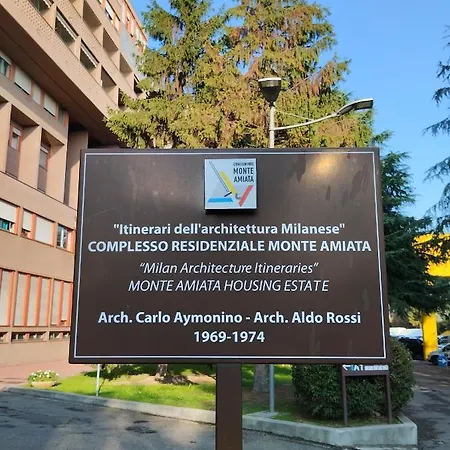 CONDOMINIO
MONTE
AMIATA
"Itinerari dell'architettura Milanese"
COMPLESSO RESIDENZIALE MONTE AMIATA
"Milan Architecture Itineraries"
MONTE AMIATA HOUSING ESTATE
Arch. Carlo Aymonino - Arch. Aldo Rossi
1969-1974